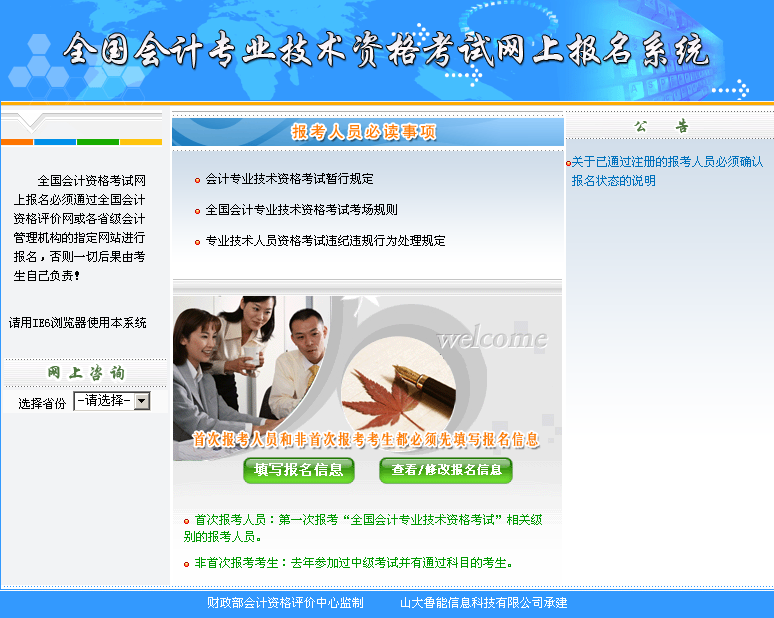 全国会计专业技术资格考试网上报名系统
全国会计资格考试网
上报名必须通过全国会计
资格评价网或各省级会计
管理机构的指定网站进行
报名，否则一切后果由考
生自己负责！
请用IE6浏览器使用本系统
网上咨询
选择省份 -请选择-
报考人员必读事项
会计专业技术资格考试暂行规定
全国会计专业技术资格考试考场规则
专业技术人员资格考试违纪违规行为处理规定
welcome
首次报考人员和非首次报考考生都必须先填写报名信息
填写报名信息 查看/修改报名信息
首次报考人员：第一次报考“全国会计专业技术资格考试”相关级
别的报考人员。
非首次报考考生：去年参加过中级考试并有通过科目的考生。
公 告
关于已通过注册的报考人员必须确认
报名状态的说明
财政部会计资格评价中心监制 山大鲁能信息科技有限公司承建